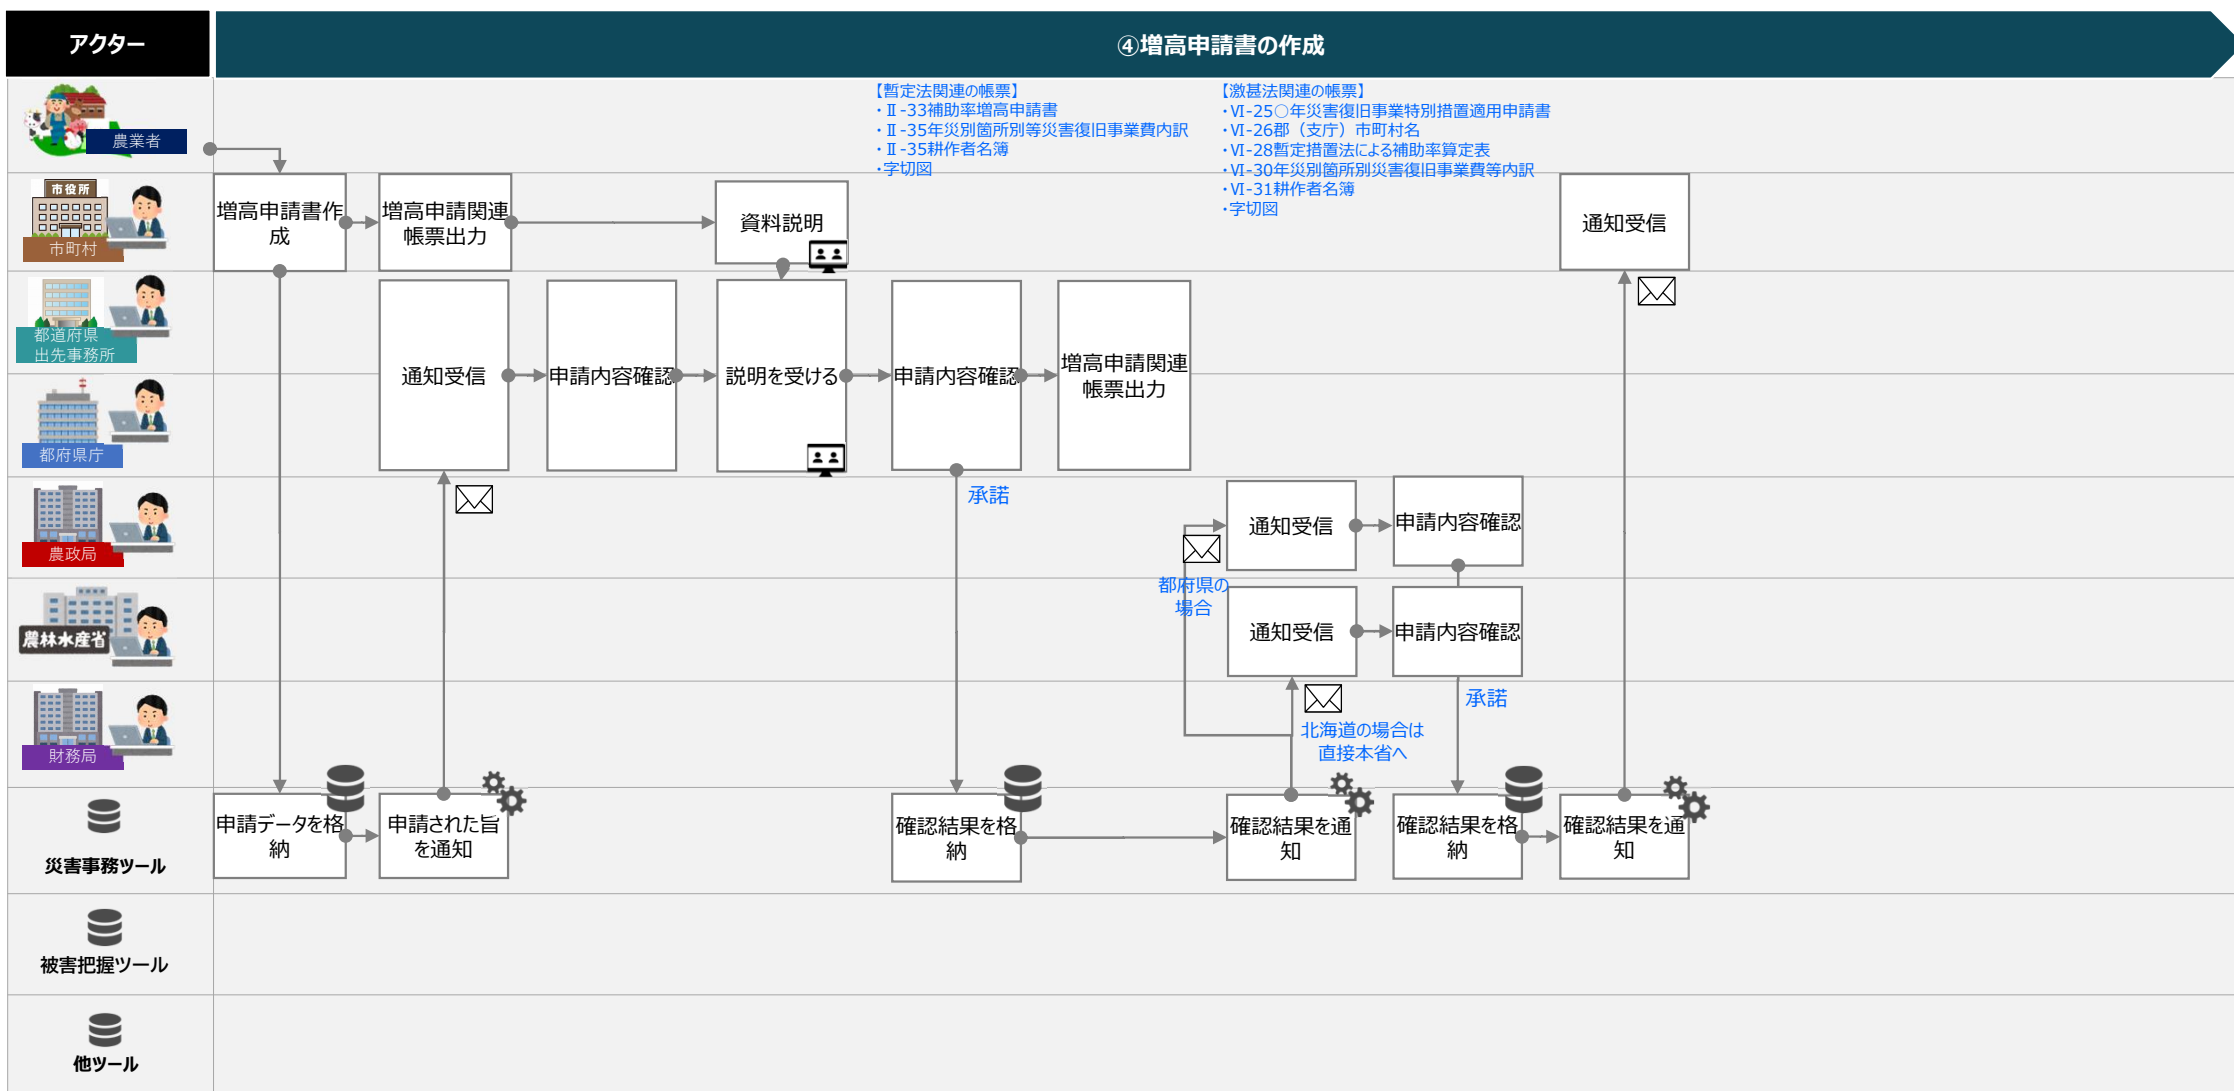 アクター
④増高申請書の作成
農業者
【暫定法関連の帳票】
・Ⅱ-33補助率増高申請書
・Ⅱ-35年災別箇所別等災害復旧事業費内訳
・Ⅱ-35耕作者名簿
・字切図
【激甚法関連の帳票】
・Ⅵ-25○年災害復旧事業特別措置適用申請書
・Ⅵ-26郡（支庁）市町村名
・Ⅵ-28暫定措置法による補助率算定表
・Ⅵ-30年災別箇所別災害復旧事業費等内訳
・Ⅵ-31耕作者名簿
・字切図
市役所
市町村
増高申請書作
成
増高申請関連
帳票出力
資料説明
通知受信
都道府県
出先事務所
都府県庁
通知受信
申請内容確認
説明を受ける
申請内容確認
増高申請関連
帳票出力
承諾
農政局
通知受信
申請内容確認
都府県の
場合
農林水産省
通知受信
申請内容確認
財務局
承諾
北海道の場合は
直接本省へ
災害事務ツール
申請データを格
納
申請された旨
を通知
確認結果を格
納
確認結果を通
知
確認結果を格
納
確認結果を通
知
被害把握ツール
他ツール